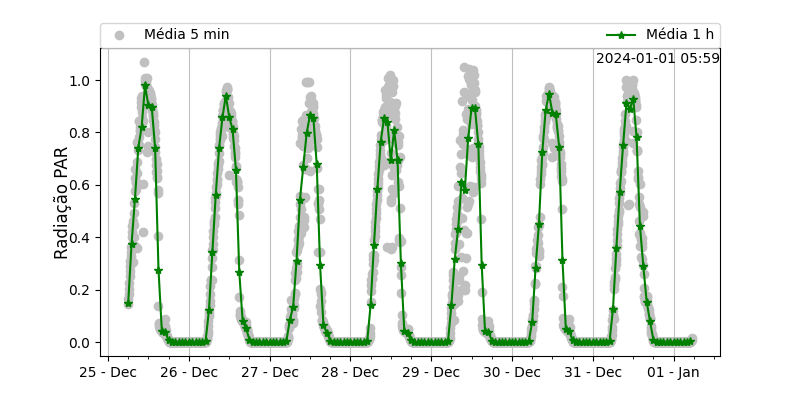 Média 5 min
Média 1 h
2024-01-01 05:59
Radiação PAR
1.0
0.8
0.6
0.4
0.2
0.0
25 - Dec
26 - Dec
27 - Dec
28 - Dec
29 - Dec
30 - Dec
31 - Dec
01 - Jan